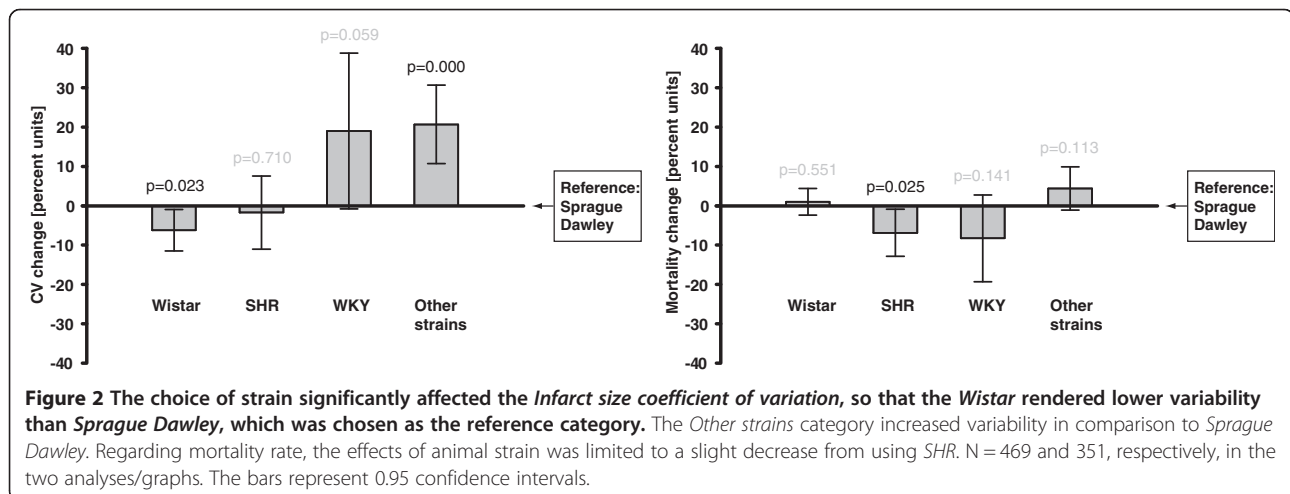 40
30
20
10
0
-10
-20
-30
-40
CV change [percent units]
p=0.023
p=0.710
p=0.059
p=0.000
Wistar
SHR
WKY
Other
strains
Reference:
Sprague
Dawley
40
30
20
10
0
-10
-20
-30
-40
Mortality change [percent units]
p=0.551
p=0.025
p=0.141
p=0.113
Wistar
SHR
WKY
Other
strains
Reference:
Sprague
Dawley
Figure 2 The choice of strain significantly affected the Infarct size coefficient of variation, so that the Wistar rendered lower variability
than Sprague Dawley, which was chosen as the reference category. The Other strains category increased variability in comparison to Sprague
Dawley. Regarding mortality rate, the effects of animal strain was limited to a slight decrease from using SHR. N = 469 and 351, respectively, in the
two analyses/graphs. The bars represent 0.95 confidence intervals.